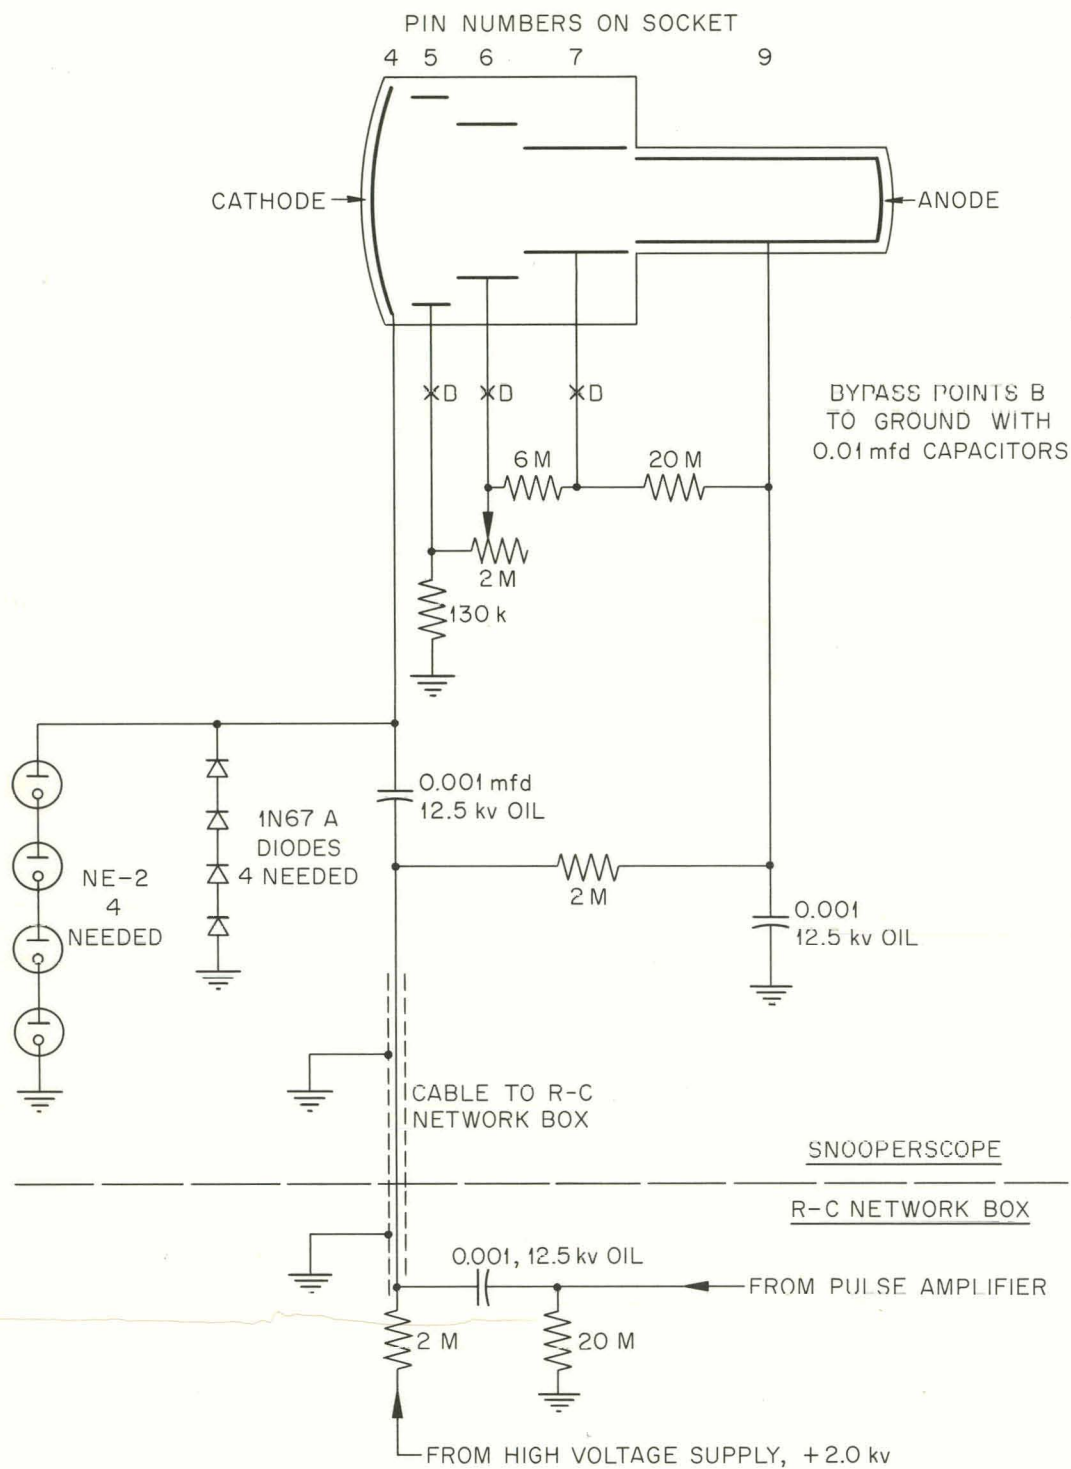 PIN NUMBERS ON SOCKET
4 5 6 7 9
CATHODE
ANODE
B B B
BYPASS POINTS B
TO GROUND WITH
0.01 mfd CAPACITORS
6 M
20 M
2 M
130 k
0.001 mfd
12.5 kv OIL
1N67 A
DIODES
4 NEEDED
NE-2
4
NEEDED
2 M
0.001
12.5 kv OIL
CABLE TO R-C
NETWORK BOX
SNOOPERSCOPE
R-C NETWORK BOX
0.001, 12.5 kv OIL
FROM PULSE AMPLIFIER
2 M
20 M
FROM HIGH VOLTAGE SUPPLY, +2.0 kv